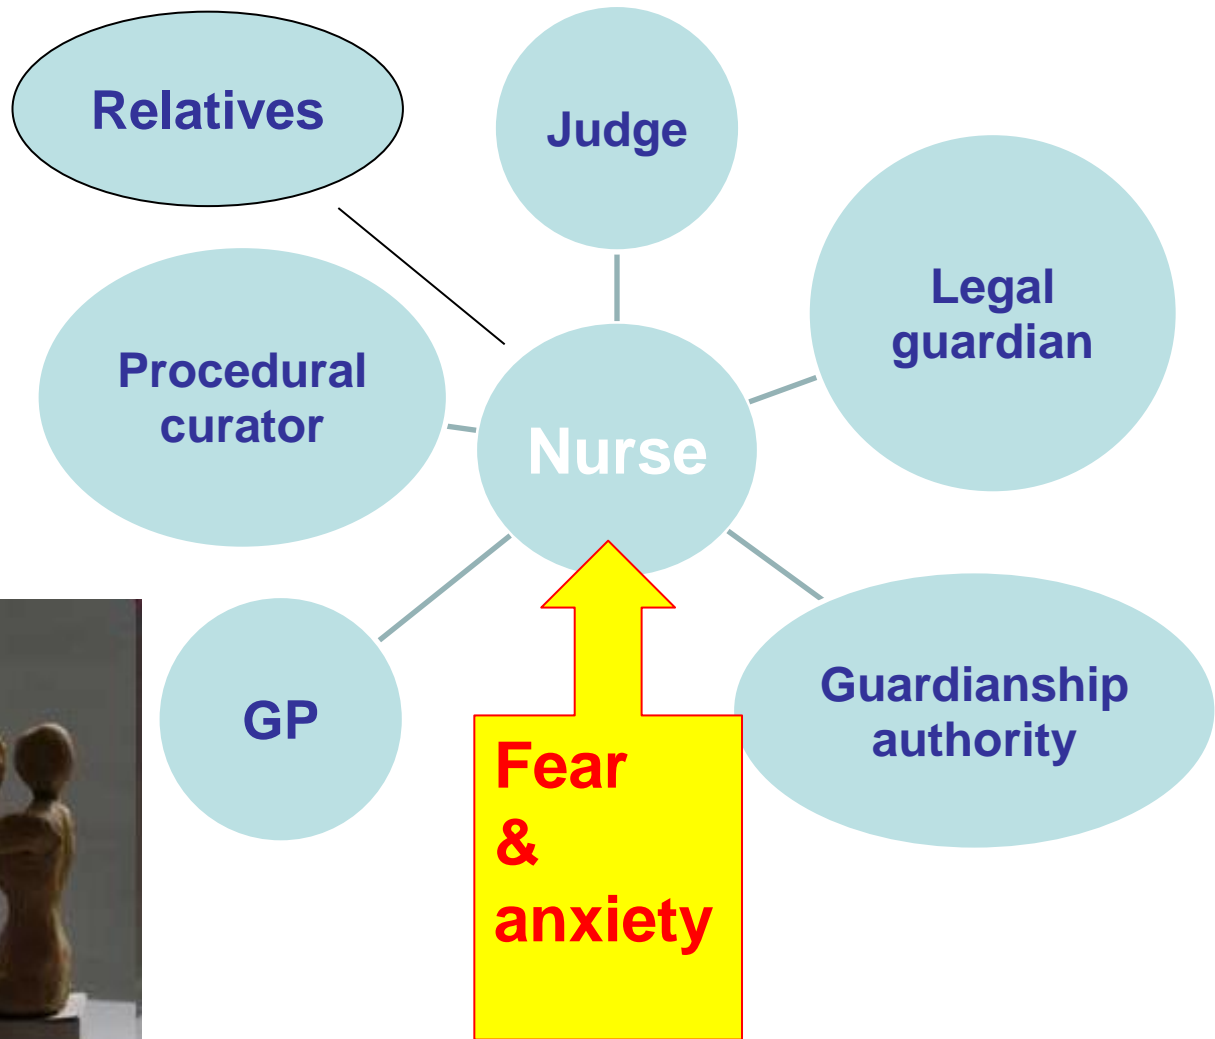 Relatives
Judge
Legal
guardian
Procedural
curator
Nurse
GP
Guardianship
authority
Fear
&
anxiety